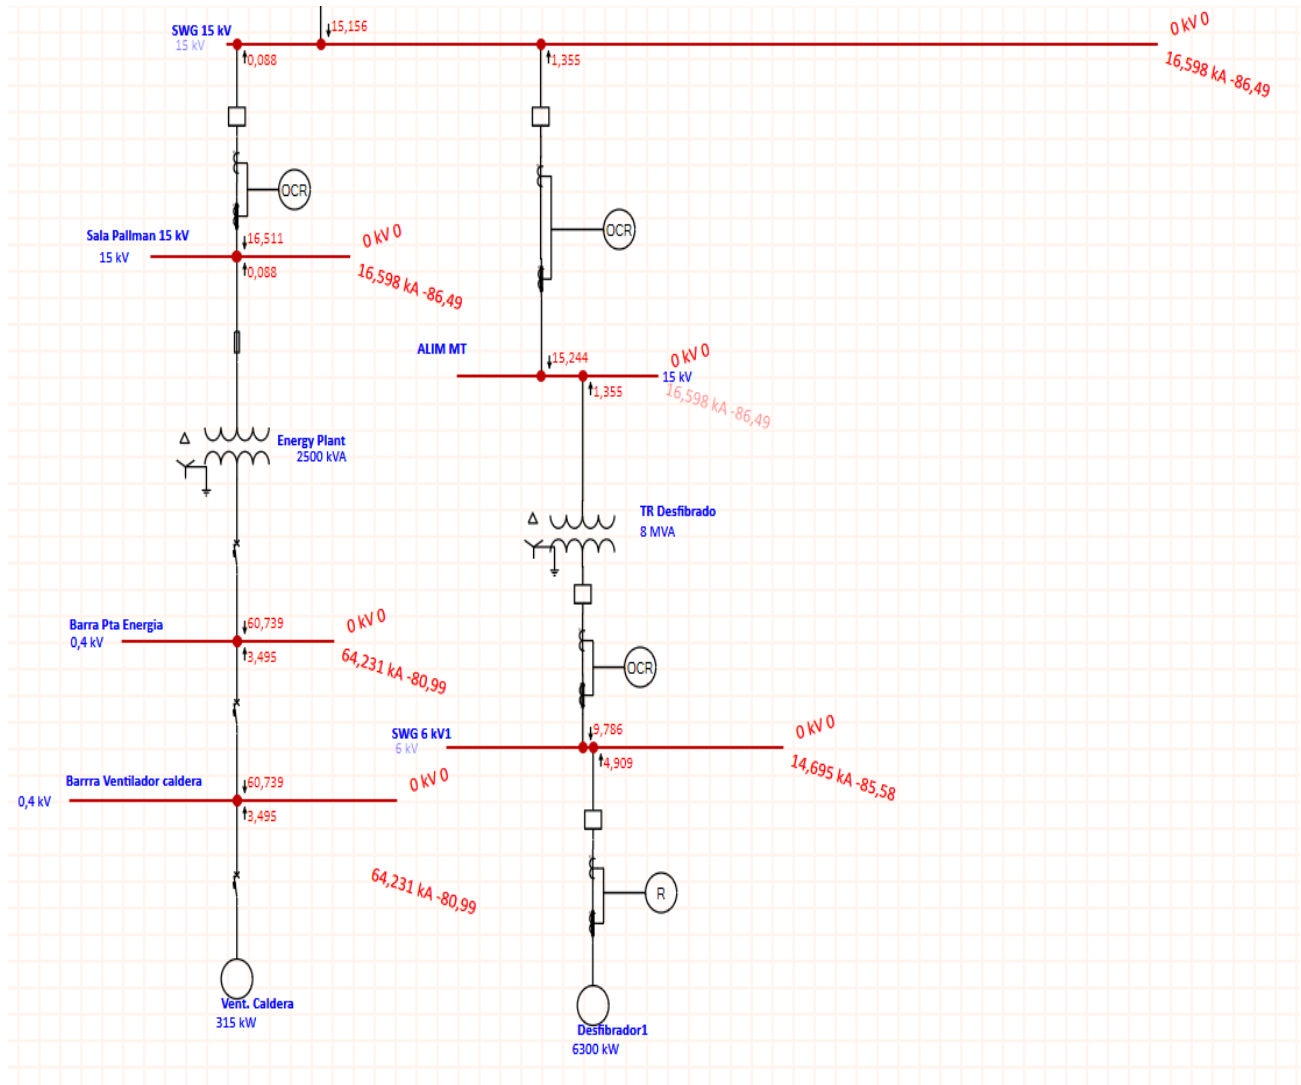 SWG 15 kV
15 kV
15,156
0,088
1,355
0 kV 0
16,598 kA -86,49
OCR
OCR
Sala Pallman 15 kV
15 kV
16,511
0,088
0 kV 0
16,598 kA -86,49
ALIM MT
15,244
1,355
0 kV 0
15 kV
16,598 kA -86,49
Energy Plant
2500 kVA
TR Desfibrado
8 MVA
Barra Pta Energia
0,4 kV
60,739
3,495
0 kV 0
64,231 kA -80,99
OCR
SWG 6 kV1
6 kV
9,786
4,909
0 kV 0
14,695 kA -85,58
Barrra Ventilador caldera
0,4 kV
60,739
3,495
0 kV 0
64,231 kA -80,99
R
Vent. Caldera
315 kW
Desfibrador1
6300 kW